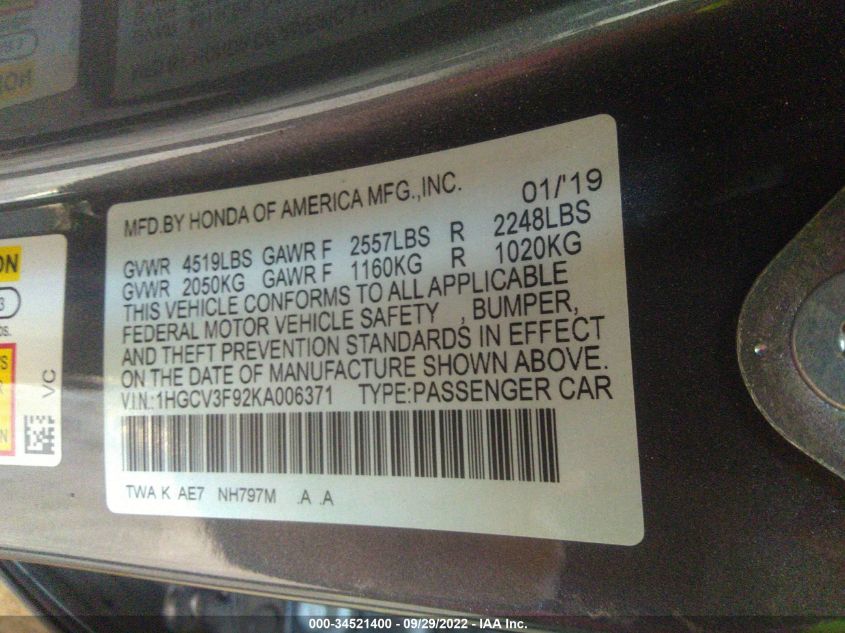 MFD.BY HONDA OF AMERICA MFG.,INC. 01/'19
GVWR 4519LBS GAWR F 2557LBS R 2248LBS
GVWR 2050KG GAWR F 1160KG R 1020KG
THIS VEHICLE CONFORMS TO ALL APPLICABLE
FEDERAL MOTOR VEHICLE SAFETY , BUMPER,
AND THEFT PREVENTION STANDARDS IN EFFECT
ON THE DATE OF MANUFACTURE SHOWN ABOVE.
VIN.:1HGCV3F92KA006371 TYPE:PASSENGER CAR
TWA K AE7 NH797M .A .A
VC
000-34521400 - 09/29/2022 - IAA Inc.